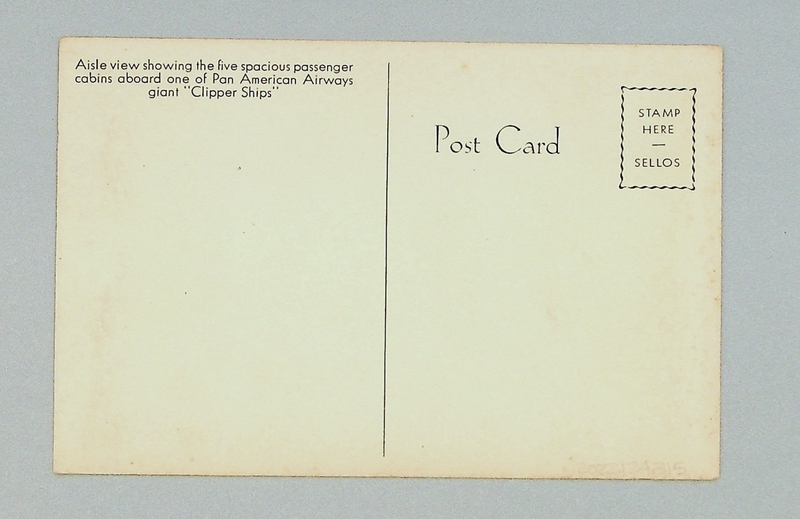 Aisle view showing the five spacious passenger
cabins aboard one of Pan American Airways
giant "Clipper Ships"
Post Card
STAMP
HERE
—
SELLOS